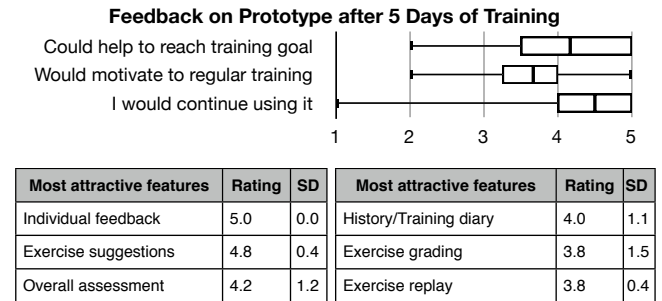 Feedback on Prototype after 5 Days of Training
Could help to reach training goal
Would motivate to regular training
I would continue using it
1 2 3 4 5
Most attractive features Rating SD Most attractive features Rating SD
Individual feedback 5.0 0.0 History/Training diary 4.0 1.1
Exercise suggestions 4.8 0.4 Exercise grading 3.8 1.5
Overall assessment 4.2 1.2 Exercise replay 3.8 0.4